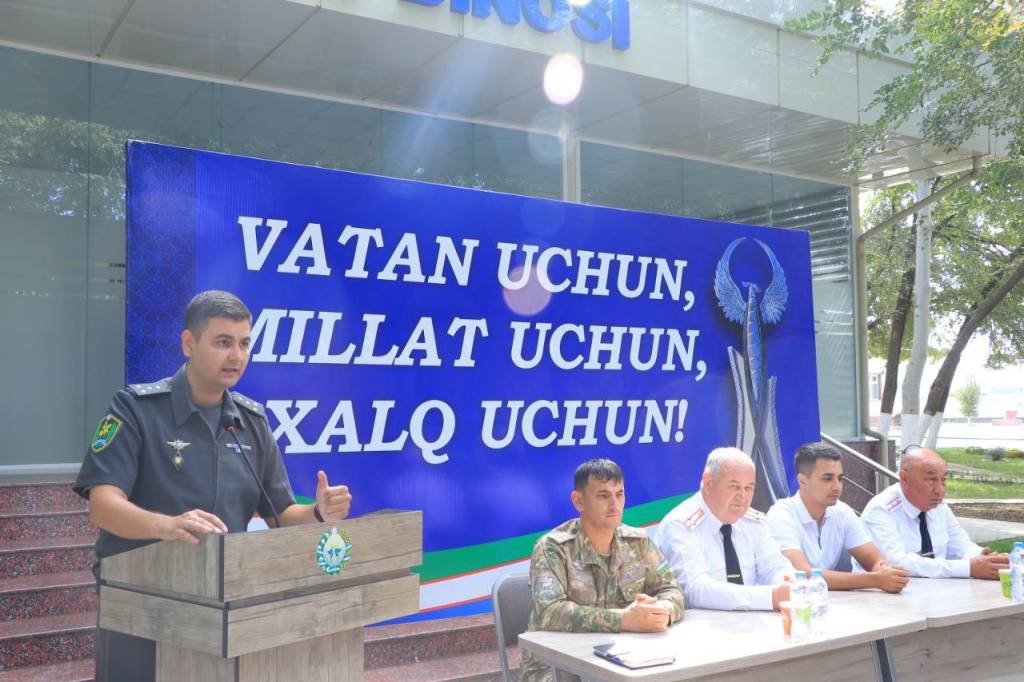 BINOSI
VATAN UCHUN,
MILLAT UCHUN,
XALQ UCHUN!